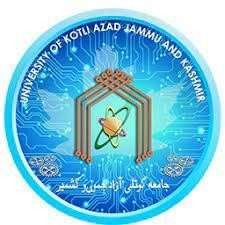 UNIVERSITY OF KOTLI AZAD JAMMU AND KASHMIR
جامعہ کوٹلی آزاد جموں و کشمیر